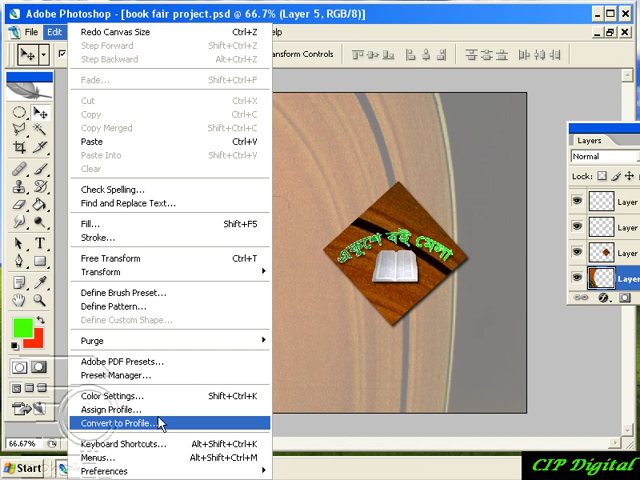 Adobe Photoshop - [book fair project.psd @ 66.7% (Layer 5, RGB/8)]
File Edit elp
ansform Controls
Redo Canvas Size Ctrl+Z
Step Forward Shift+Ctrl+Z
Step Backward Alt+Ctrl+Z
Fade... Shift+Ctrl+F
Cut Ctrl+X
Copy Ctrl+C
Copy Merged Shift+Ctrl+C
Paste Ctrl+V
Paste Into Shift+Ctrl+V
Clear
Check Spelling...
Find and Replace Text...
Fill... Shift+F5
Stroke...
Free Transform Ctrl+T
Transform
Define Brush Preset...
Define Pattern...
Define Custom Shape...
Purge
Adobe PDF Presets...
Preset Manager...
Color Settings... Shift+Ctrl+K
Assign Profile...
Convert to Profile...
Keyboard Shortcuts... Alt+Shift+Ctrl+K
Menus... Alt+Shift+Ctrl+M
Preferences
একুশে বই মেলা
Layers
Normal
Lock:
Layer
Layer
Layer
Layer
66.67%
Start
CIP Digital